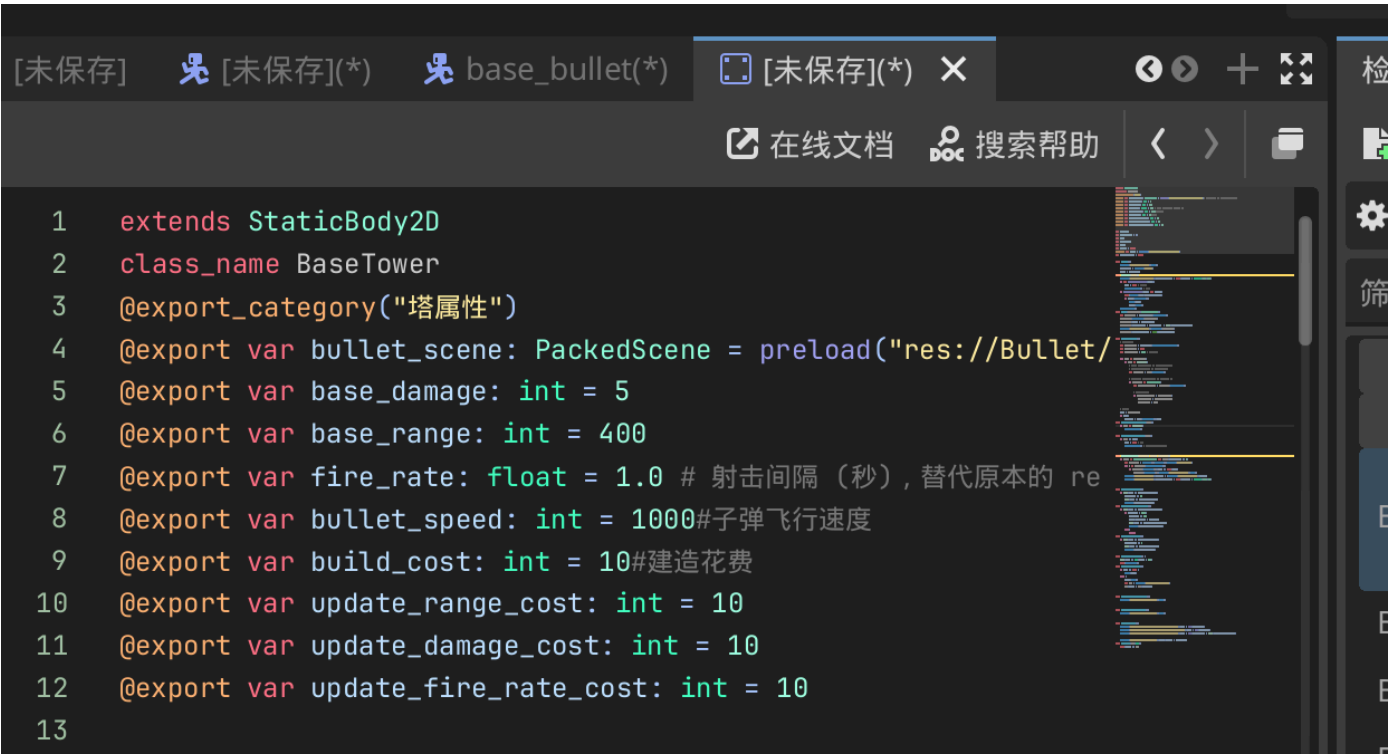 [未保存] [未保存](*) base_bullet(*) [未保存](*)
在线文档 搜索帮助
1 extends StaticBody2D
2 class_name BaseTower
3 @export_category("塔属性")
4 @export var bullet_scene: PackedScene = preload("res://Bullet/
5 @export var base_damage: int = 5
6 @export var base_range: int = 400
7 @export var fire_rate: float = 1.0 # 射击间隔 (秒) , 替代原本的 re
8 @export var bullet_speed: int = 1000#子弹飞行速度
9 @export var build_cost: int = 10#建造花费
10 @export var update_range_cost: int = 10
11 @export var update_damage_cost: int = 10
12 @export var update_fire_rate_cost: int = 10
13